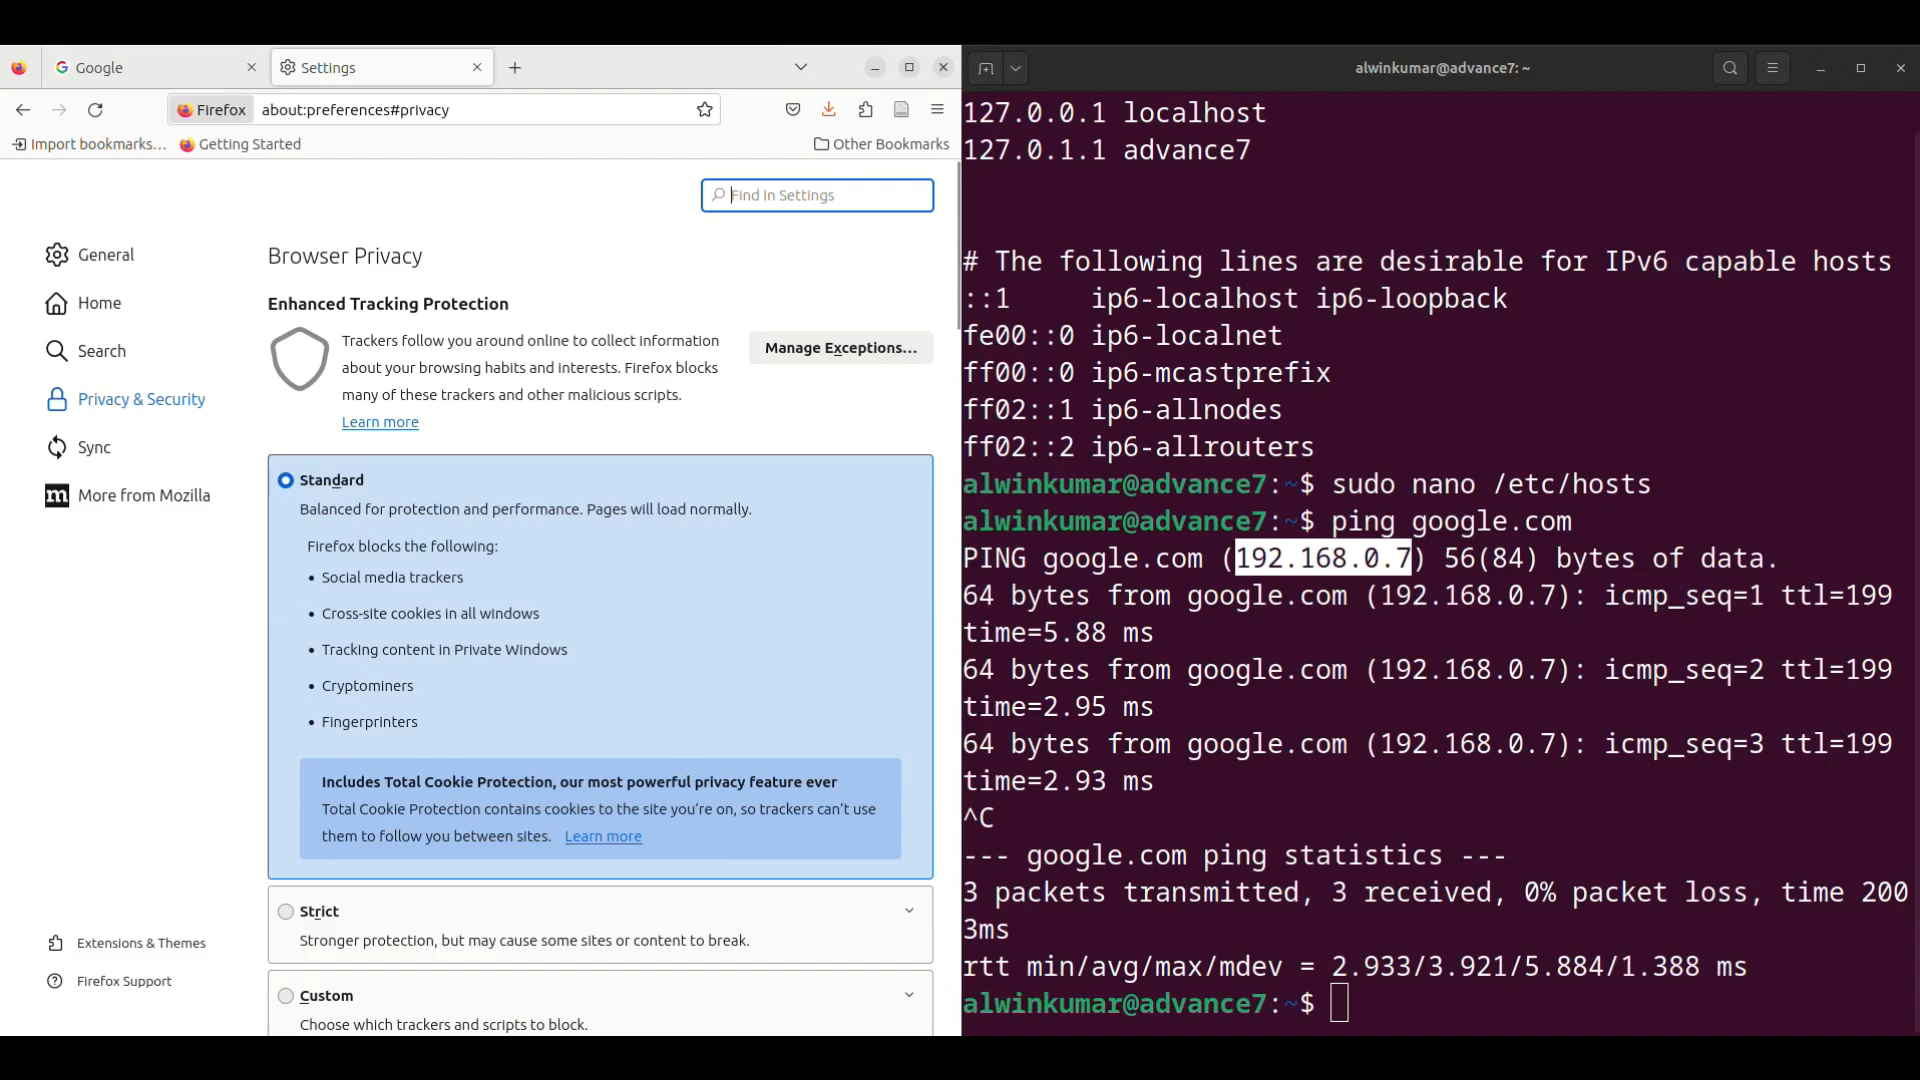 Google
Settings
Firefox
about:preferences#privacy
Import bookmarks...
Getting Started
Other Bookmarks
Find in Settings
General
Home
Search
Privacy & Security
Sync
More from Mozilla
Extensions & Themes
Firefox Support
Browser Privacy
Enhanced Tracking Protection
Trackers follow you around online to collect information
about your browsing habits and interests. Firefox blocks
many of these trackers and other malicious scripts.
Learn more
Manage Exceptions...
Standard
Balanced for protection and performance. Pages will load normally.
Firefox blocks the following:
• Social media trackers
• Cross-site cookies in all windows
• Tracking content in Private Windows
• Cryptominers
• Fingerprinters
Includes Total Cookie Protection, our most powerful privacy feature ever
Total Cookie Protection contains cookies to the site you're on, so trackers can't use
them to follow you between sites. Learn more
Strict
Stronger protection, but may cause some sites or content to break.
Custom
Choose which trackers and scripts to block.
alwinkumar@advance7: ~
127.0.0.1 localhost
127.0.1.1 advance7
# The following lines are desirable for IPv6 capable hosts
::1     ip6-localhost ip6-loopback
fe00::0 ip6-localnet
ff00::0 ip6-mcastprefix
ff02::1 ip6-allnodes
ff02::2 ip6-allrouters
alwinkumar@advance7:~$ sudo nano /etc/hosts
alwinkumar@advance7:~$ ping google.com
PING google.com (192.168.0.7) 56(84) bytes of data.
64 bytes from google.com (192.168.0.7): icmp_seq=1 ttl=199
time=5.88 ms
64 bytes from google.com (192.168.0.7): icmp_seq=2 ttl=199
time=2.95 ms
64 bytes from google.com (192.168.0.7): icmp_seq=3 ttl=199
time=2.93 ms
^C
--- google.com ping statistics ---
3 packets transmitted, 3 received, 0% packet loss, time 200
3ms
rtt min/avg/max/mdev = 2.933/3.921/5.884/1.388 ms
alwinkumar@advance7:~$